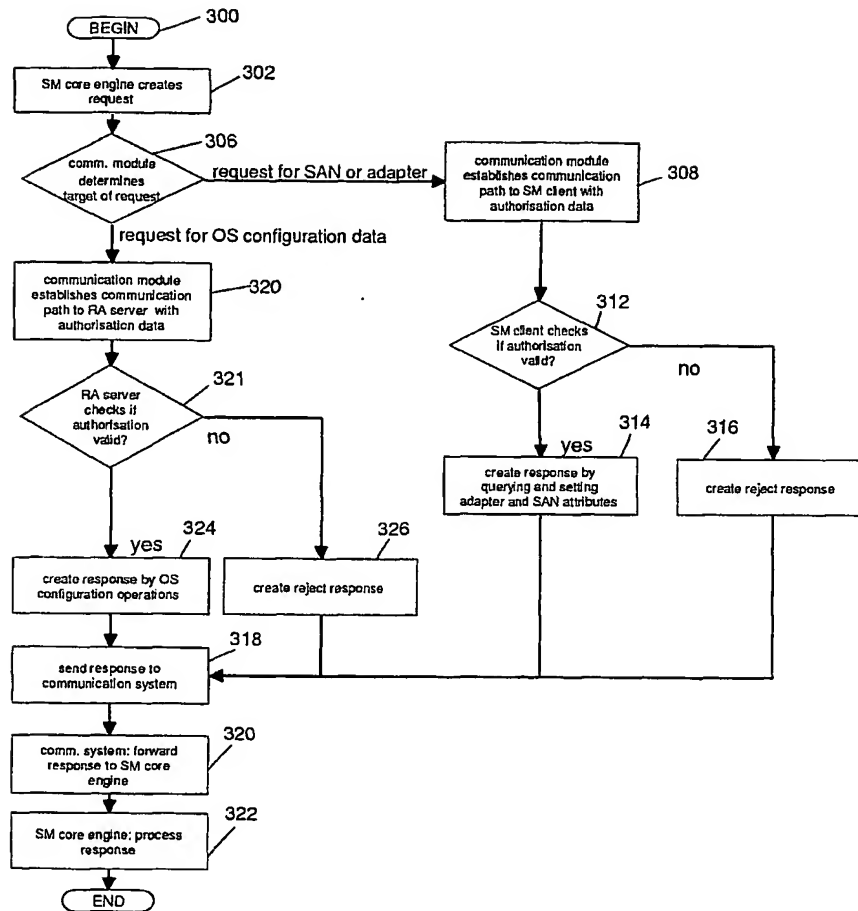 BEGIN
300
SM core engine creates
request
302
306
comm. module
determines
target of request
request for SAN or adapter
communication module
establishes communication
path to SM client with
authorisation data
308
request for OS configuration data
communication module
establishes communication
path to RA server with
authorisation data
320
312
SM client checks
if authorisation
valid?
no
321
RA server
checks if
authorisation
valid?
no
yes
314
create response by
querying and setting
adapter and SAN attributes
316
create reject response
yes
324
create response by OS
configuration operations
326
create reject response
318
send response to
communication system
320
comm. system: forward
response to SM core
engine
322
SM core engine: process
response
END